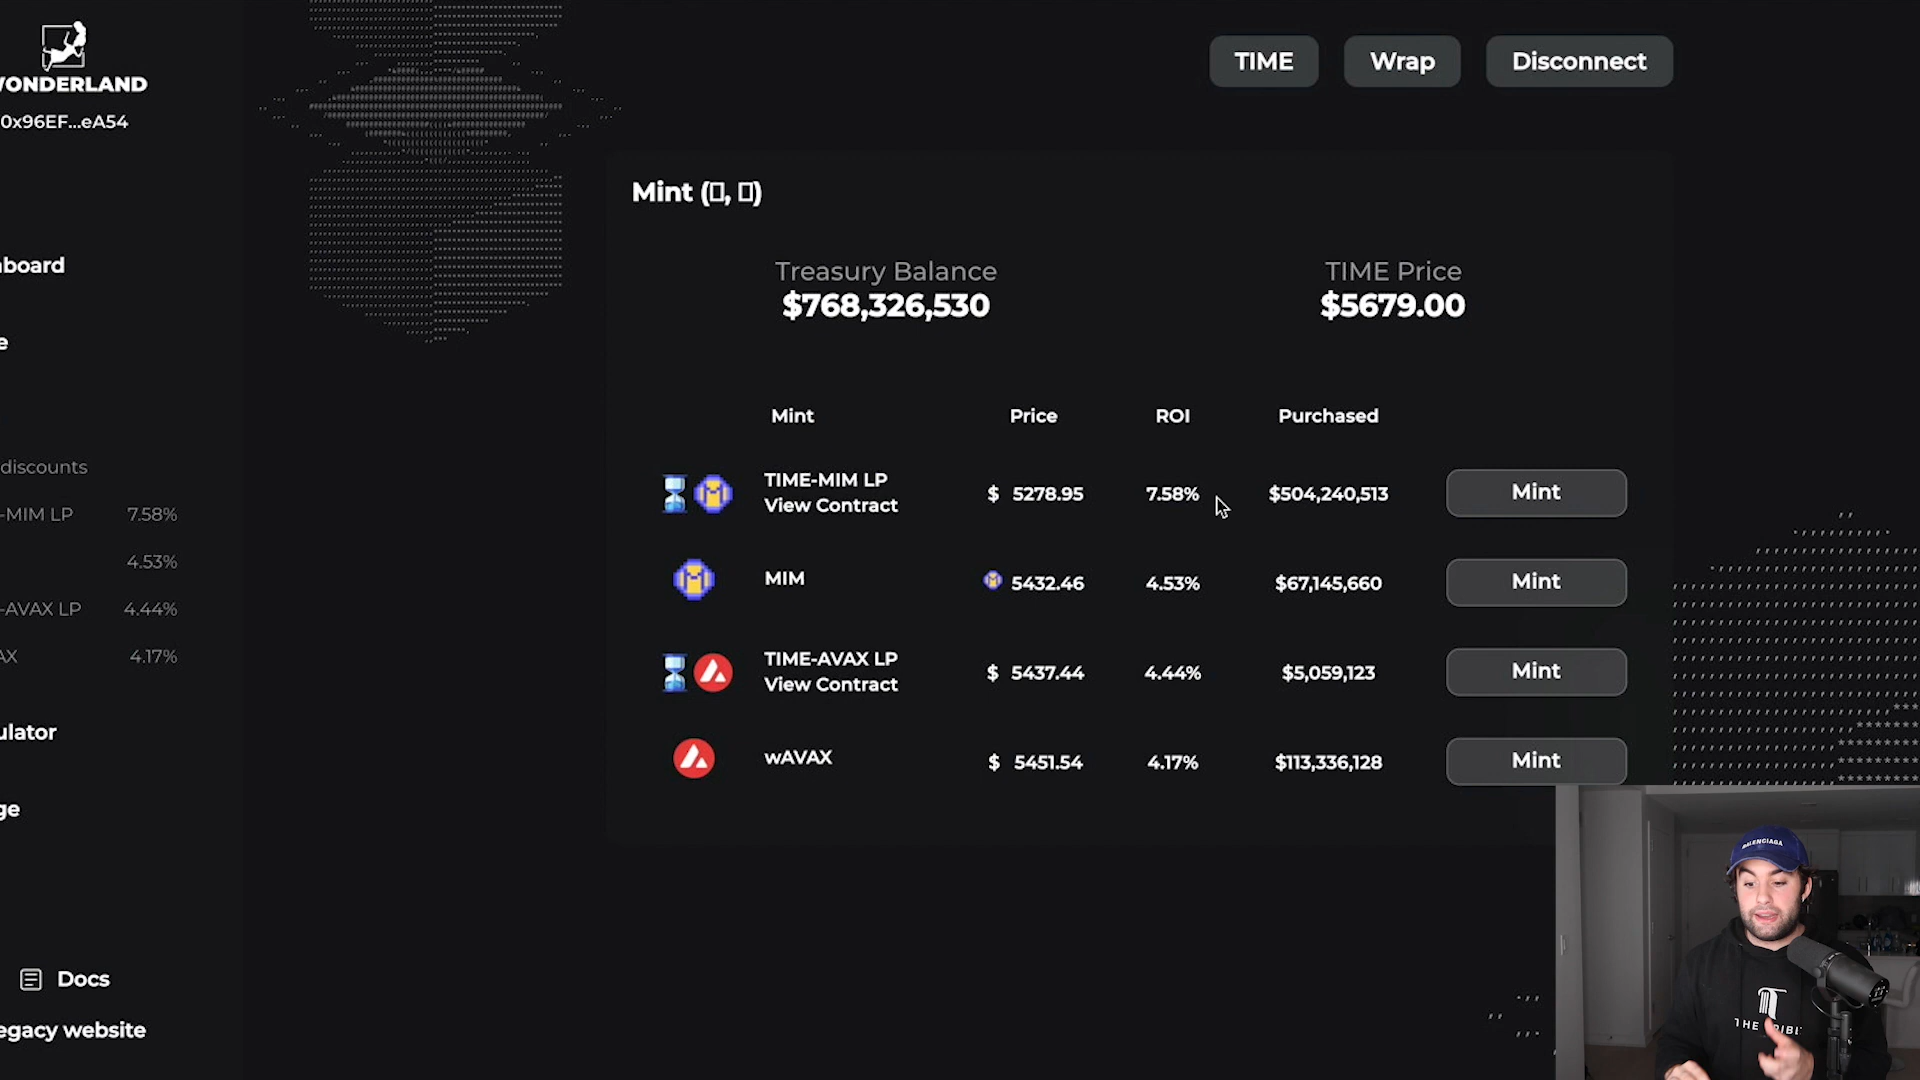 WONDERLAND
0x96EF...eA54
TIME
Wrap
Disconnect
Mint (▯, ▯)
Treasury Balance
$768,326,530
TIME Price
$5679.00
Mint
Price
ROI
Purchased
TIME-MIM LP
View Contract
$ 5278.95
7.58%
$504,240,513
Mint
MIM
5432.46
4.53%
$67,145,660
Mint
TIME-AVAX LP
View Contract
$ 5437.44
4.44%
$5,059,123
Mint
wAVAX
$ 5451.54
4.17%
$113,336,128
Mint
board
e
discounts
-MIM LP 7.58%
4.53%
-AVAX LP 4.44%
AX 4.17%
ulator
ge
Docs
egacy website
BALENCIAGA
THE